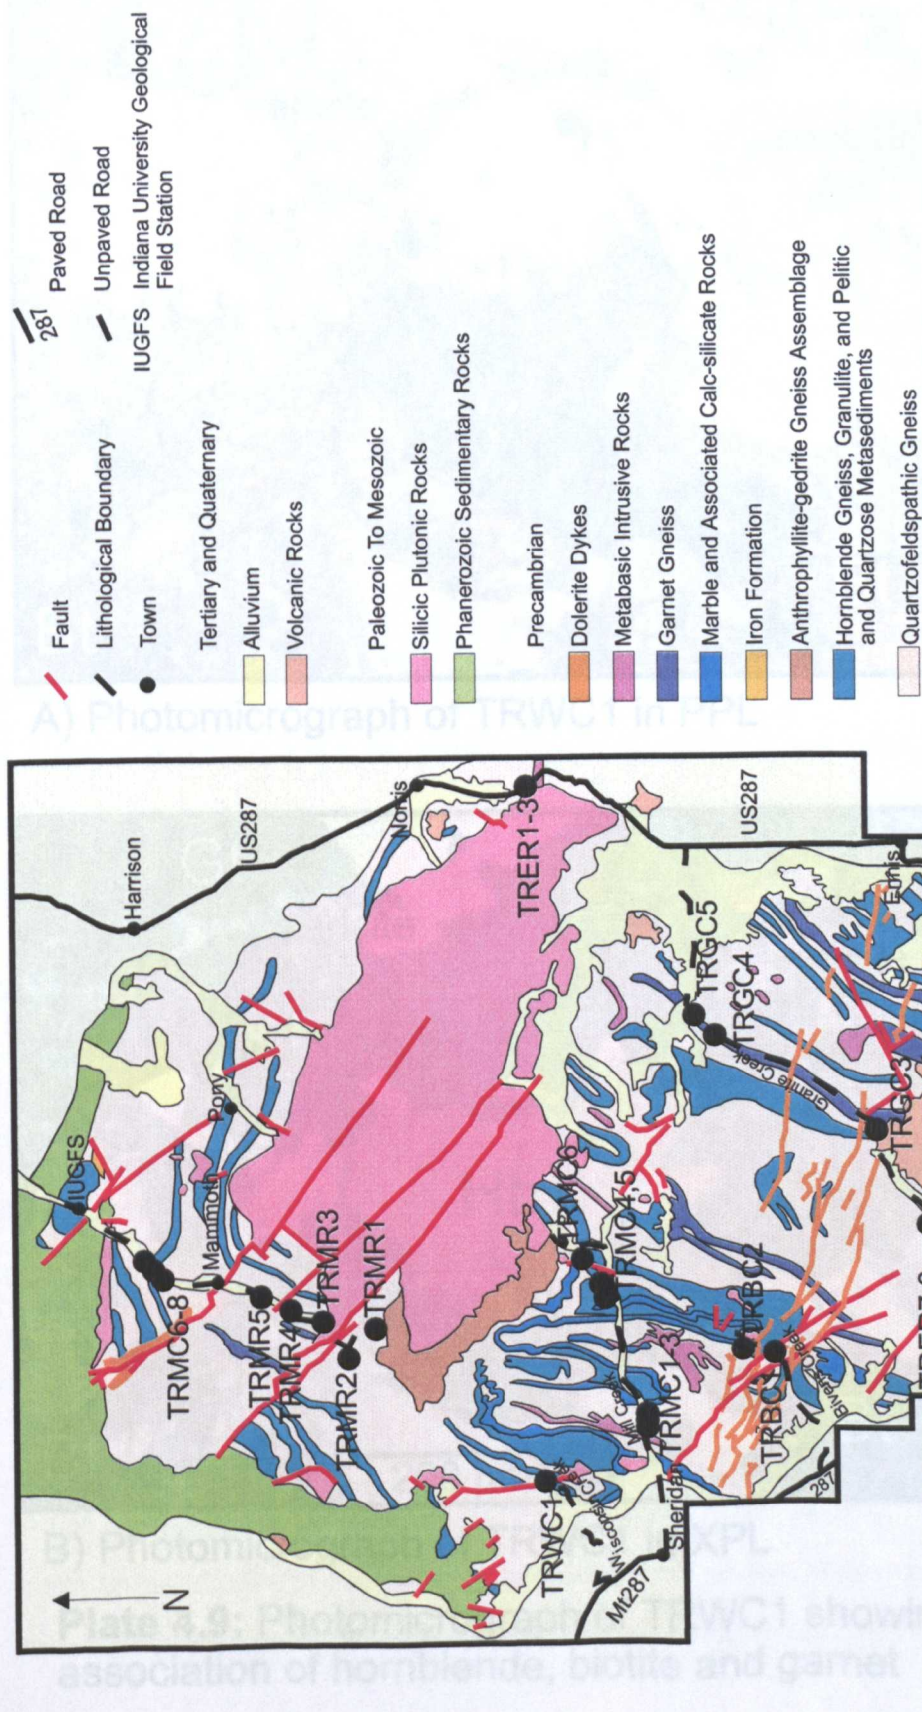 Fault
Lithological Boundary
Town
287 Paved Road
Unpaved Road
IUGFS Indiana University Geological
Field Station
Tertiary and Quaternary
Alluvium
Volcanic Rocks
Paleozoic To Mesozoic
Silicic Plutonic Rocks
Phanerozoic Sedimentary Rocks
Precambrian
Dolerite Dykes
Metabasic Intrusive Rocks
Garnet Gneiss
Marble and Associated Calc-silicate Rocks
Iron Formation
Anthrophyllite-gedrite Gneiss Assemblage
Hornblende Gneiss, Granulite, and Pelitic
and Quartzose Metasediments
Quartzofeldspathic Gneiss
N
IUGFS
Harrison
US287
Pony
Mammoth
Norris
TRMC6-8
TRMR5
TRMR4
TRMR3
TRMR2
TRMR1
TRER1-3
TRMC6
TRMC4,5
TRMC1-3
TRWC1
Wisconsin Creek
Mill Creek
Sheridan
Mt287
TRGC5
TRGC4
Granite Creek
TRGC3
US287
Ennis
TRBC2
TRBC1
Bivens Creek
287
A) Photomicrograph of TRWC1 in PPL
B) Photomicrograph of TRWC1 in XPL
Plate 4.9: Photomicrograph of TRWC1 showi
association of hornblende, biotite and garnet